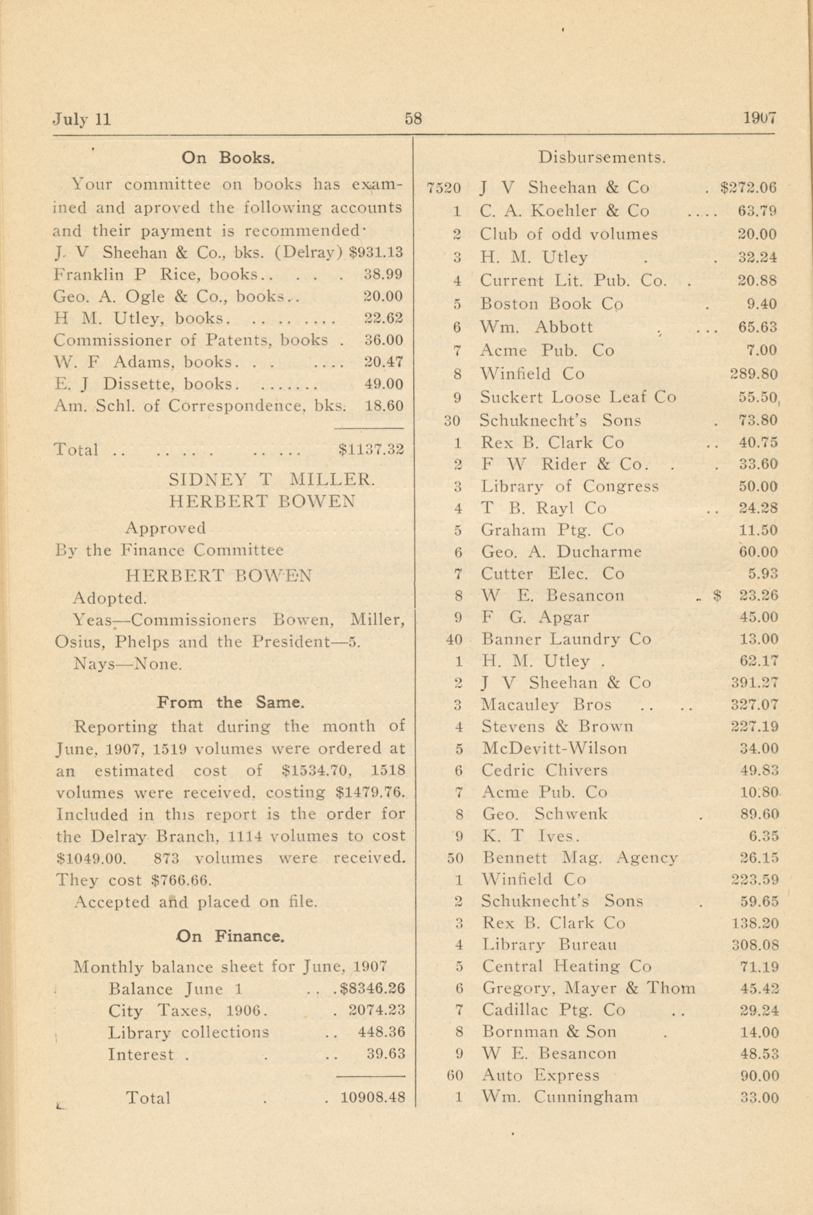 July 11 58 1907
On Books.
Your committee on books has exam-
ined and aproved the following accounts
and their payment is recommended·
J. V Sheehan & Co., bks. (Delray) $931.13
Franklin P Rice, books.. . . . 38.99
Geo. A. Ogle & Co., books.. 20.00
H M. Utley, books. .. .. .. .... 22.62
Commissioner of Patents, books . 36.00
W. F Adams, books. . . .... 20.47
E. J Dissette, books. ....... 49.00
Am. Schl. of Correspondence, bks. 18.60
Total .. .. .. . .. ... $1137.32
SIDNEY T MILLER.
HERBERT BOWEN
Approved
By the Finance Committee
HERBERT BOWEN
Adopted.
Yeas—Commissioners Bowen, Miller,
Osius, Phelps and the President—5.
Nays—None.
From the Same.
Reporting that during the month of
June, 1907, 1519 volumes were ordered at
an estimated cost of $1534.70, 1518
volumes were received, costing $1479.76.
Included in this report is the order for
the Delray Branch, 1114 volumes to cost
$1049.00. 873 volumes were received.
They cost $766.66.
Accepted and placed on file.
On Finance.
Monthly balance sheet for June, 1907
Balance June 1 .. . $8346.26
City Taxes, 1906. . 2074.23
Library collections .. 448.36
Interest . . .. 39.63
Total . . 10908.48
Disbursements.
7520 J V Sheehan & Co . $272.06
1 C. A. Koehler & Co .... 63.79
2 Club of odd volumes 20.00
3 H. M. Utley . . 32.24
4 Current Lit. Pub. Co. . 20.88
5 Boston Book Co . 9.40
6 Wm. Abbott . ... 65.63
7 Acme Pub. Co 7.00
8 Winfield Co 289.80
9 Suckert Loose Leaf Co 55.50
30 Schuknecht's Sons . 73.80
1 Rex B. Clark Co .. 40.75
2 F W Rider & Co. . . 33.60
3 Library of Congress 50.00
4 T B. Rayl Co .. 24.28
5 Graham Ptg. Co 11.50
6 Geo. A. Ducharme 60.00
7 Cutter Elec. Co 5.93
8 W E. Besancon .. $ 23.26
9 F G. Apgar 45.00
40 Banner Laundry Co 13.00
1 H. M. Utley . 62.17
2 J V Sheehan & Co 391.27
3 Macauley Bros .. .. 327.07
4 Stevens & Brown 227.19
5 McDevitt-Wilson 34.00
6 Cedric Chivers 49.83
7 Acme Pub. Co 10.80
8 Geo. Schwenk . 89.60
9 K. T Ives. 6.35
50 Bennett Mag. Agency 26.15
1 Winfield Co 223.59
2 Schuknecht's Sons . 59.65
3 Rex B. Clark Co 138.20
4 Library Bureau 308.08
5 Central Heating Co 71.19
6 Gregory, Mayer & Thom 45.42
7 Cadillac Ptg. Co .. 29.24
8 Bornman & Son . 14.00
9 W E. Besancon 48.53
60 Auto Express 90.00
1 Wm. Cunningham 33.00